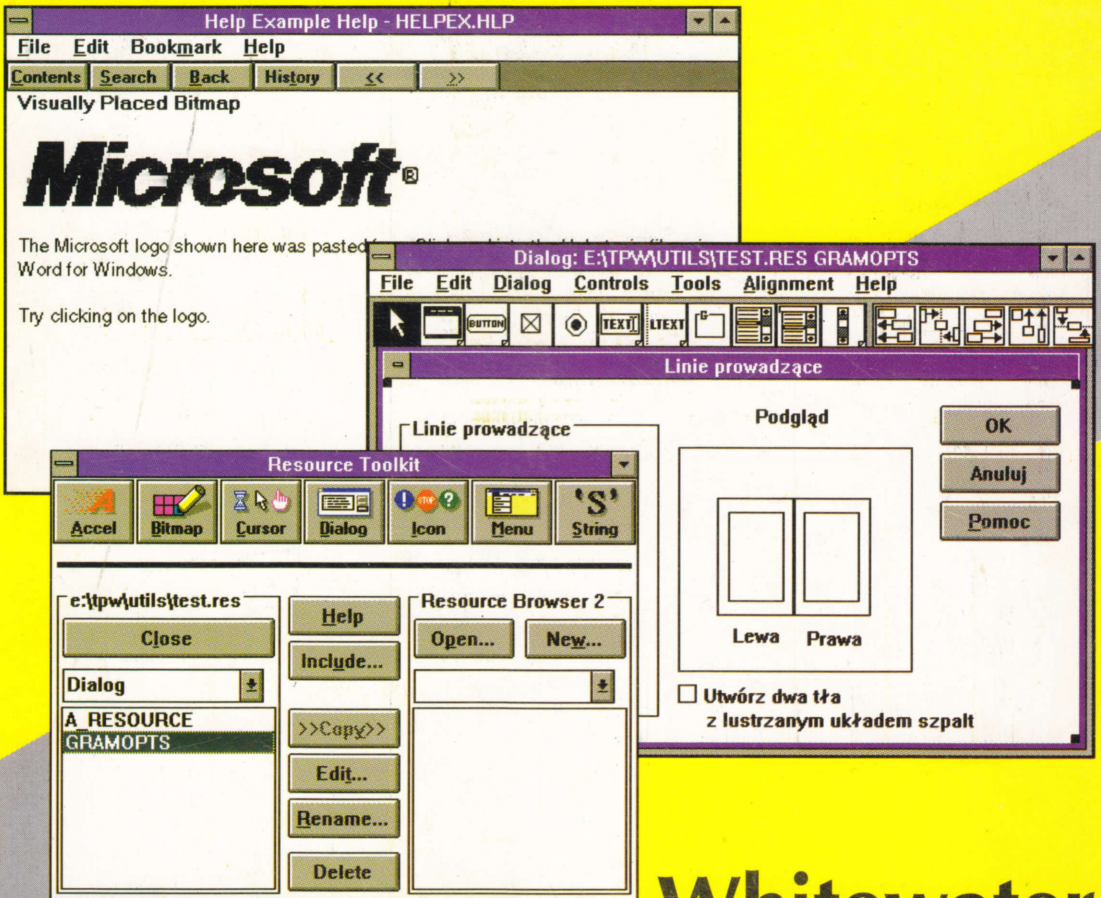 Help Example Help - HELPEX.HLP
File Edit Bookmark Help
Contents Search Back History << >>
Visually Placed Bitmap
Microsoft®
The Microsoft logo shown here was pasted
Word for Windows.
Try clicking on the logo.
Dialog: E:\TPW\UTILS\TEST.RES GRAMOPTS
File Edit Dialog Controls Tools Alignment Help
BUTTON TEXT LTEXT G
Linie prowadzące
Linie prowadzące
Podgląd
OK
Anuluj
Pomoc
Lewa Prawa
Utwórz dwa tła
z lustrzanym układem szpalt
Resource Toolkit
STOP ?
'S'
Accel Bitmap Cursor Dialog Icon Menu String
e:\tpw\utils\test.res
Close
Dialog
A_RESOURCE
GRAMOPTS
Help
Include...
>>Copy>>
Edit...
Rename...
Delete
Resource Browser 2
Open... New...
Whitewater